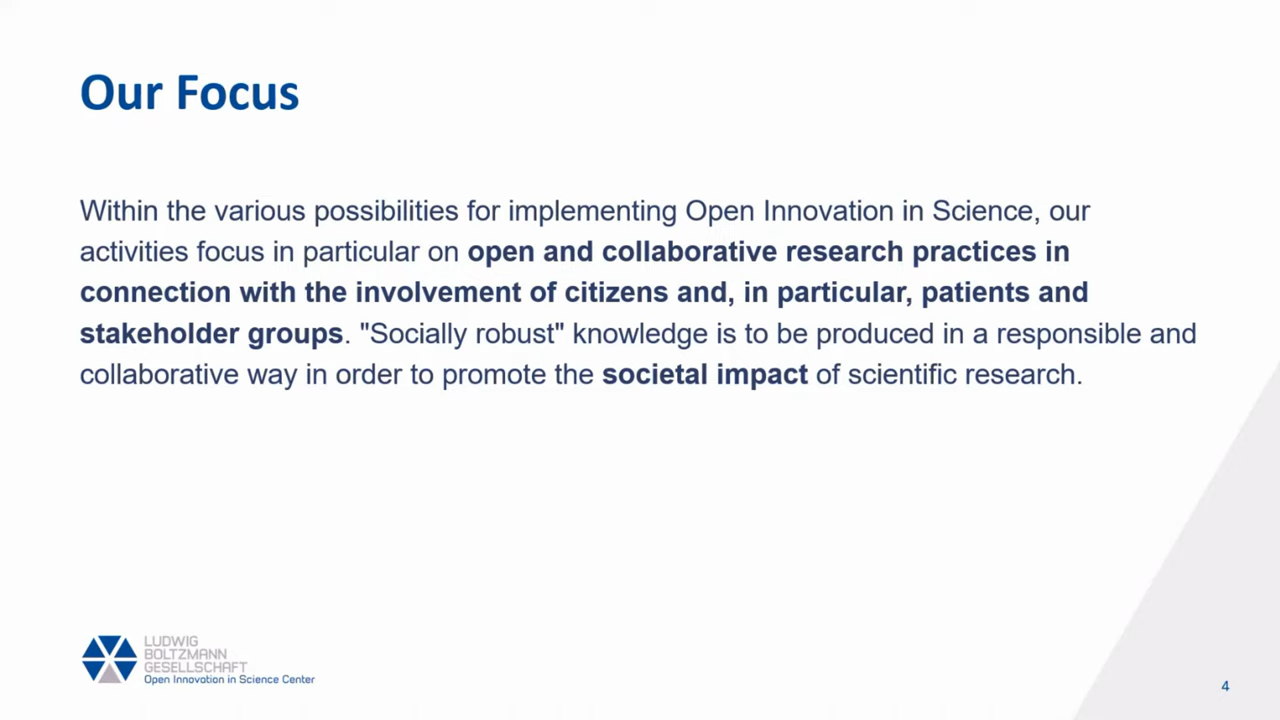 Our Focus
Within the various possibilities for implementing Open Innovation in Science, our
activities focus in particular on open and collaborative research practices in
connection with the involvement of citizens and, in particular, patients and
stakeholder groups. "Socially robust" knowledge is to be produced in a responsible and
collaborative way in order to promote the societal impact of scientific research.
LUDWIG
BOLTZMANN
GESELLSCHAFT
Open Innovation in Science Center
4